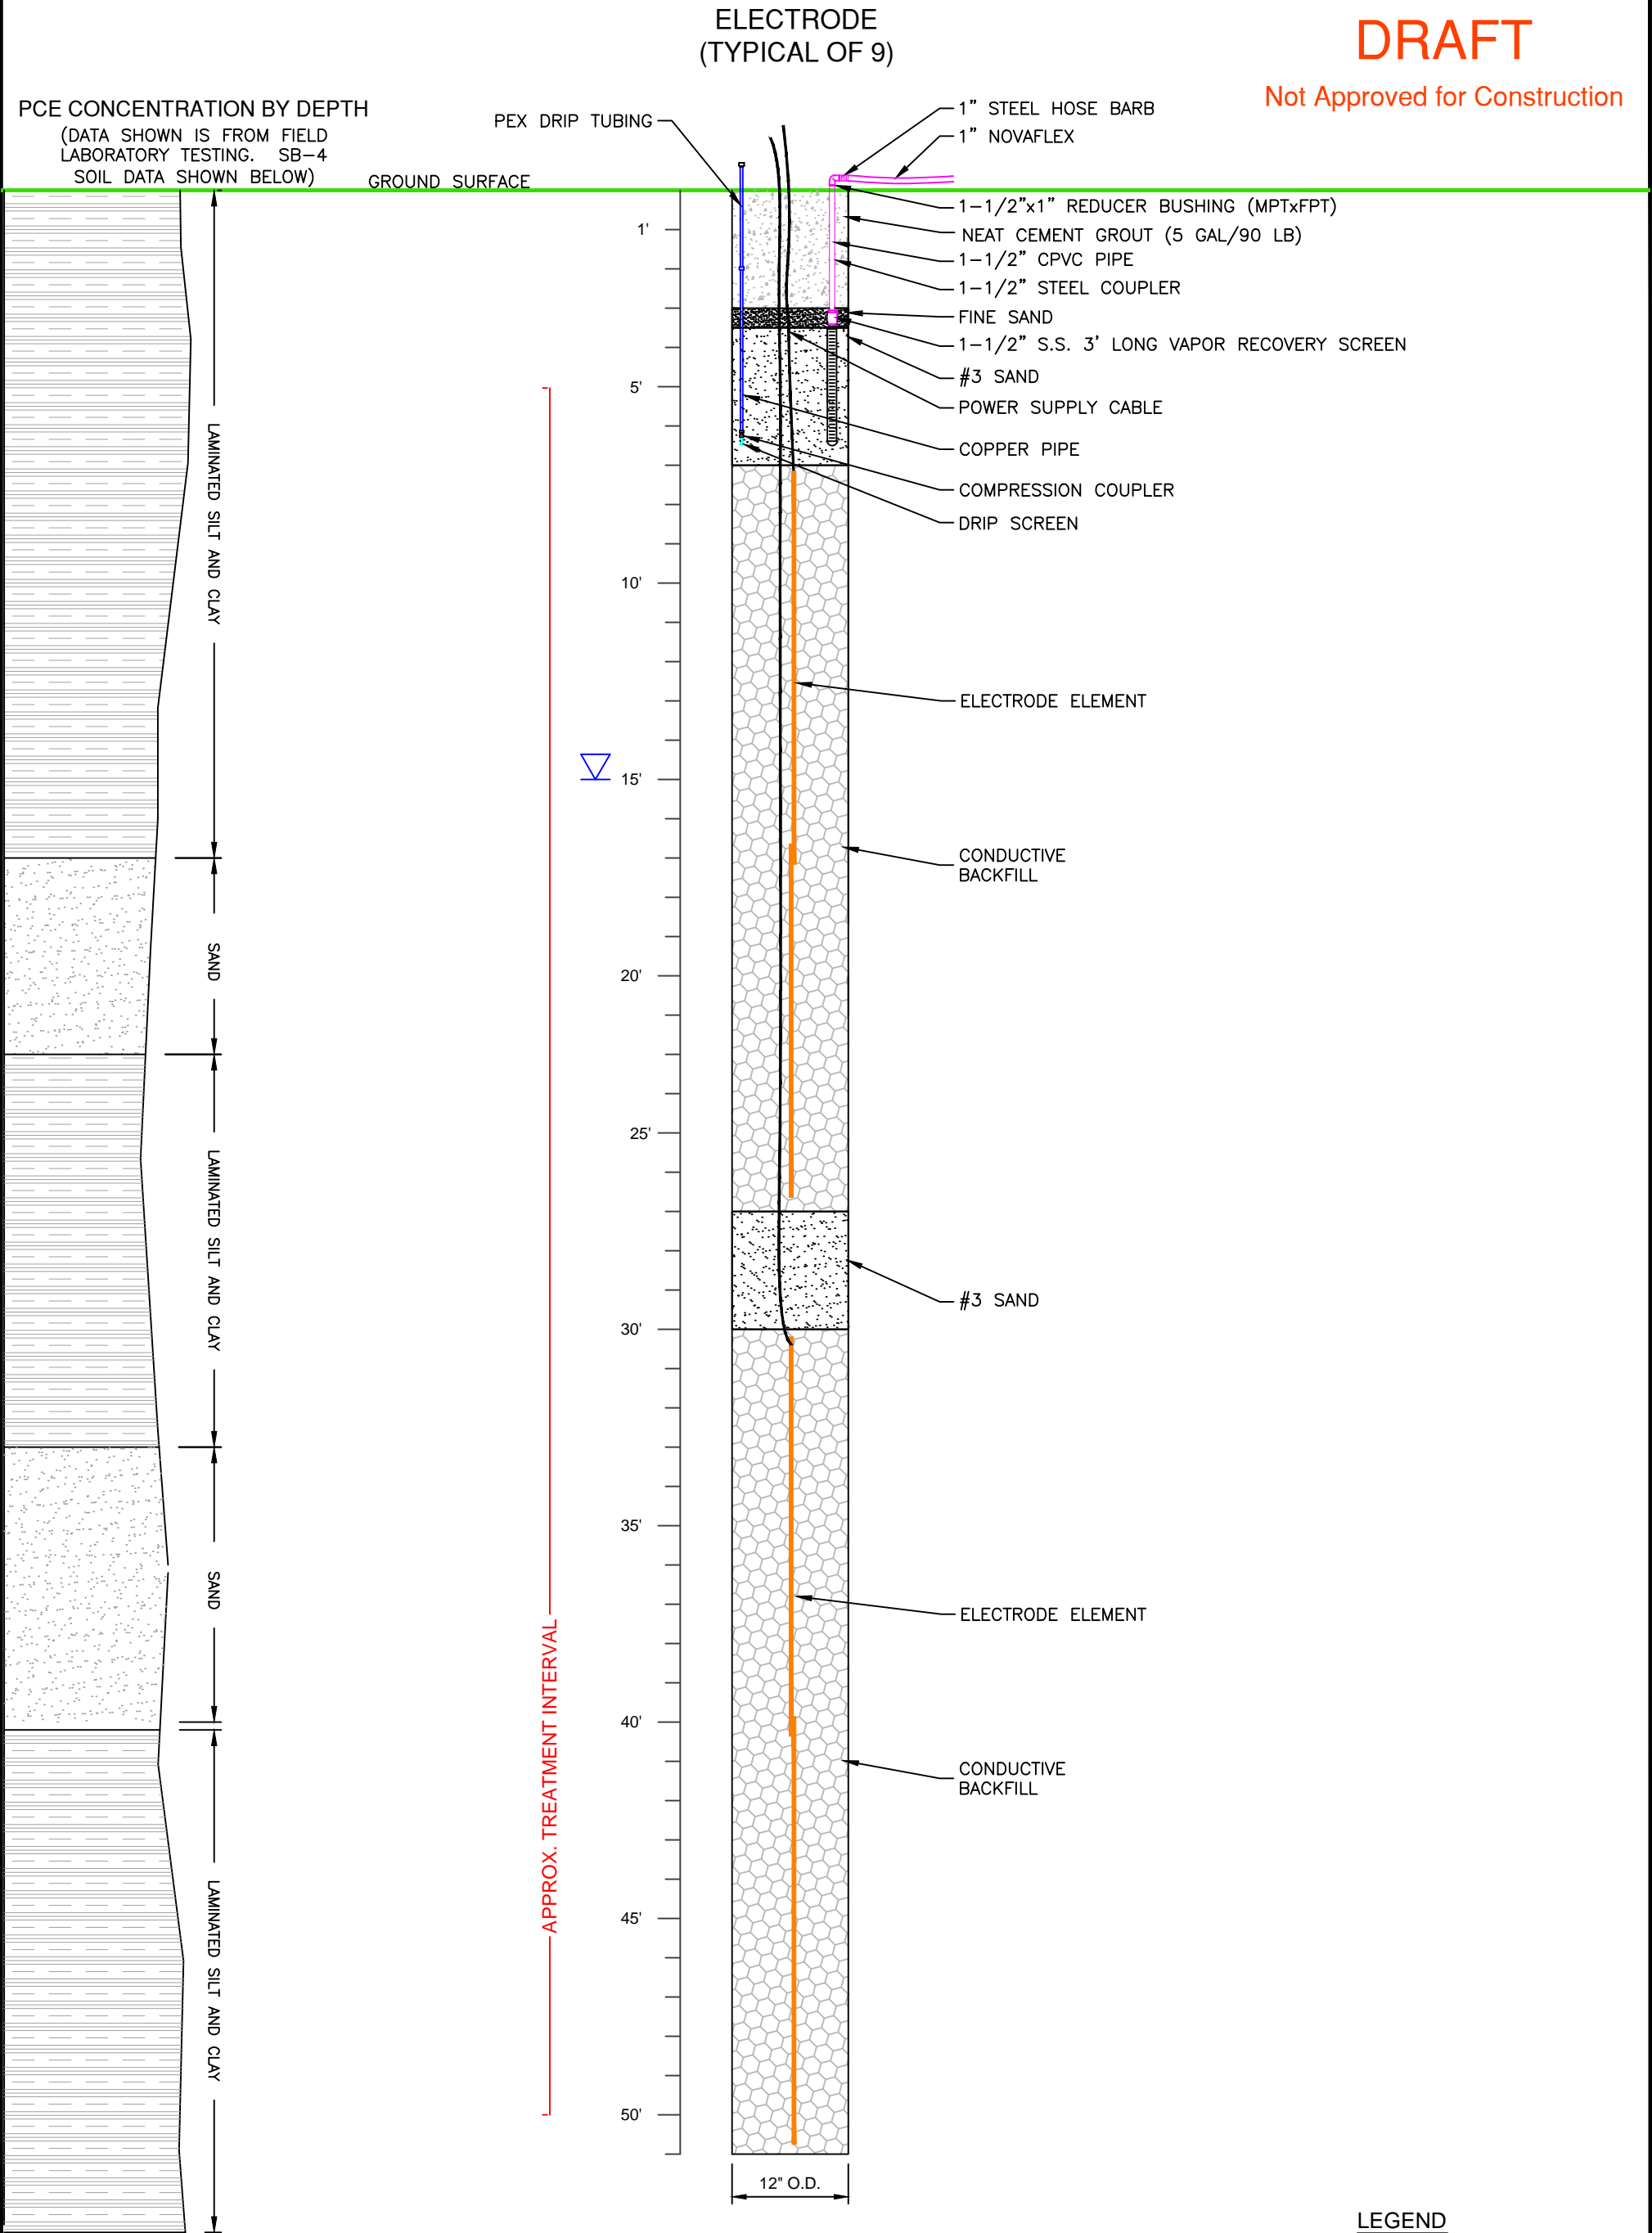 ELECTRODE
(TYPICAL OF 9)
DRAFT
Not Approved for Construction
PCE CONCENTRATION BY DEPTH
(DATA SHOWN IS FROM FIELD
LABORATORY TESTING. SB-4
SOIL DATA SHOWN BELOW)
GROUND SURFACE
PEX DRIP TUBING
1" STEEL HOSE BARB
1" NOVAFLEX
1-1/2"x1" REDUCER BUSHING (MPTxFPT)
NEAT CEMENT GROUT (5 GAL/90 LB)
1-1/2" CPVC PIPE
1-1/2" STEEL COUPLER
FINE SAND
1-1/2" S.S. 3' LONG VAPOR RECOVERY SCREEN
#3 SAND
POWER SUPPLY CABLE
COPPER PIPE
COMPRESSION COUPLER
DRIP SCREEN
ELECTRODE ELEMENT
CONDUCTIVE
BACKFILL
#3 SAND
ELECTRODE ELEMENT
CONDUCTIVE
BACKFILL
1'
5'
10'
15'
20'
25'
30'
35'
40'
45'
50'
LAMINATED SILT AND CLAY
SAND
LAMINATED SILT AND CLAY
SAND
LAMINATED SILT AND CLAY
APPROX. TREATMENT INTERVAL
12" O.D.
LEGEND